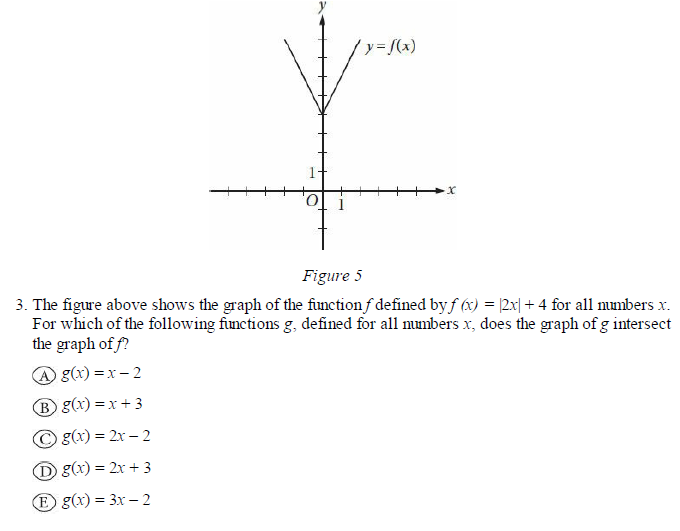 y
y = f(x)
1
x
O 1
Figure 5
3. The figure above shows the graph of the function f defined by f (x) = |2x| + 4 for all numbers x.
For which of the following functions g, defined for all numbers x, does the graph of g intersect
the graph of f?
A g(x) = x – 2
B g(x) = x + 3
C g(x) = 2x – 2
D g(x) = 2x + 3
E g(x) = 3x – 2